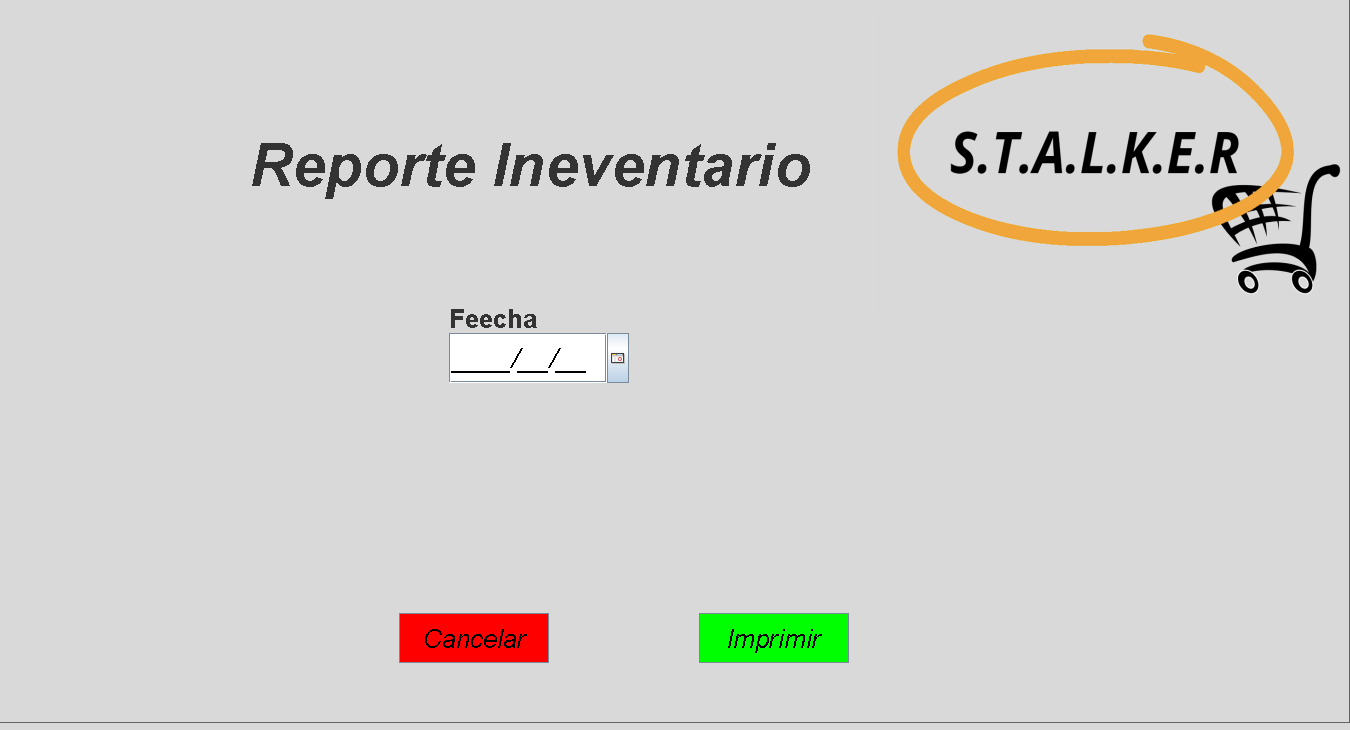 S.T.A.L.K.E.R
Reporte Ineventario
Feecha
____/__/__
Cancelar
Imprimir